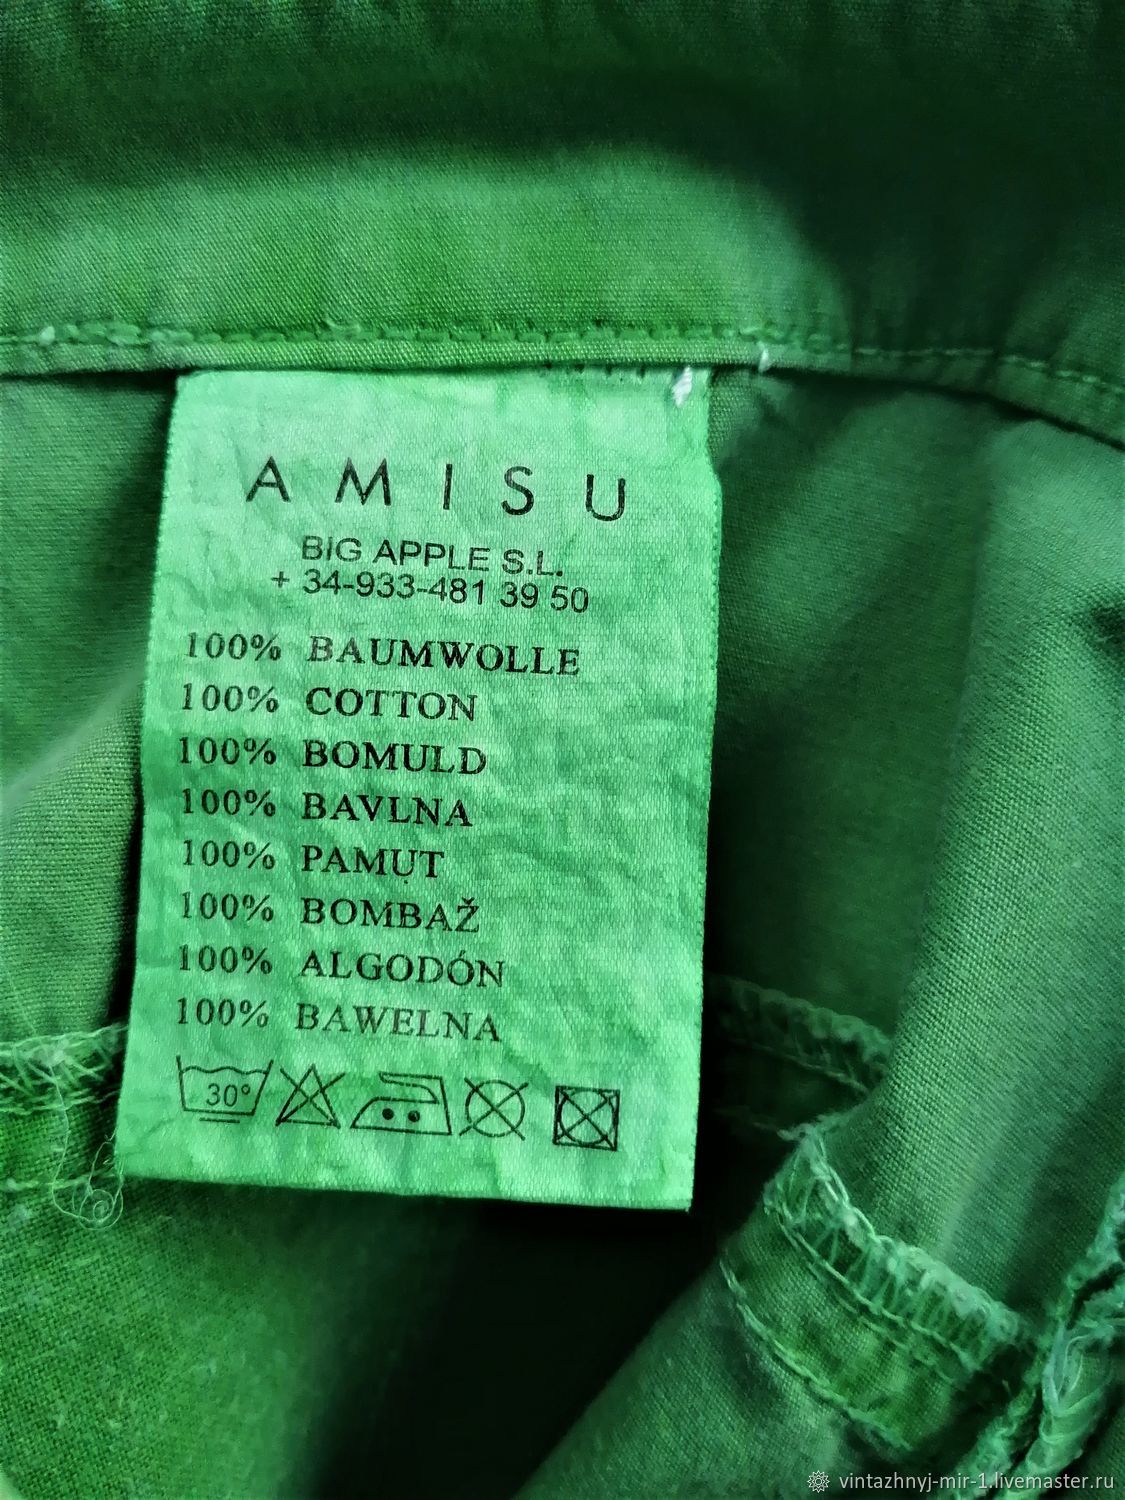 A M I S U
BIG APPLE S.L.
+ 34-933-481 39 50
100% BAUMWOLLE
100% COTTON
100% BOMULD
100% BAVLNA
100% PAMUT
100% BOMBAŽ
100% ALGODÓN
100% BAWELNA
30°
vintazhnyj-mir-1.livemaster.ru